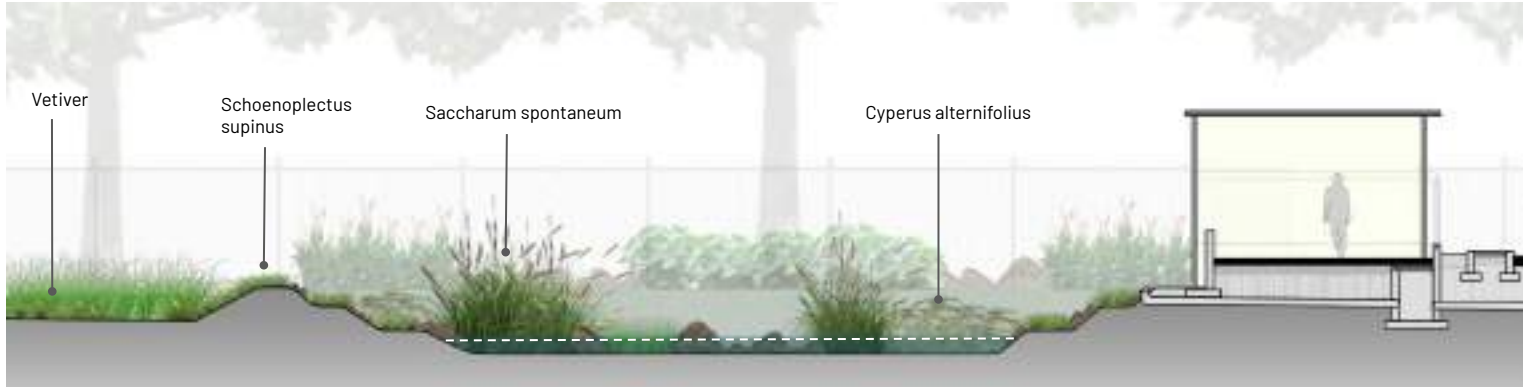 Vetiver
Schoenoplectus
supinus
Saccharum spontaneum
Cyperus alternifolius